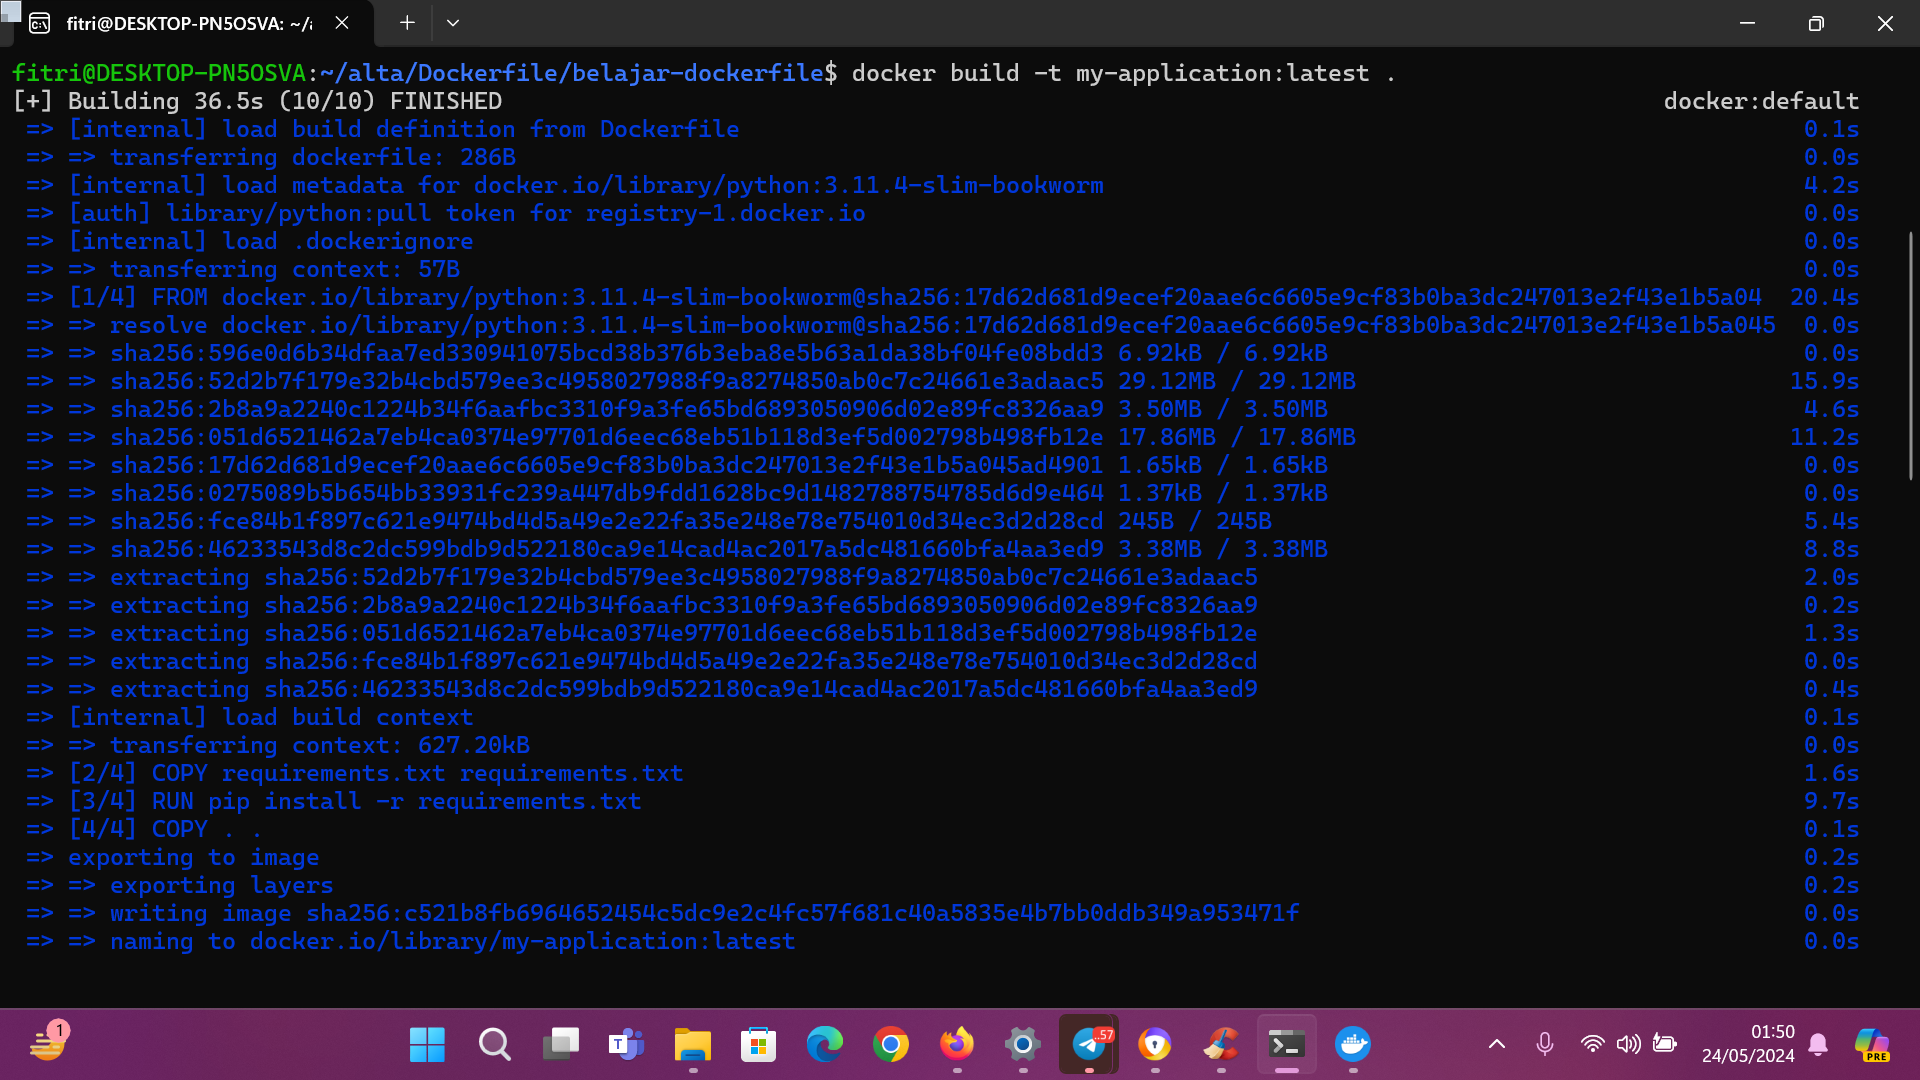 fitri@DESKTOP-PN5OSVA: ~/a
fitri@DESKTOP-PN5OSVA:~/alta/Dockerfile/belajar-dockerfile$ docker build -t my-application:latest .
[+] Building 36.5s (10/10) FINISHED docker:default
=> [internal] load build definition from Dockerfile 0.1s
=> => transferring dockerfile: 286B 0.0s
=> [internal] load metadata for docker.io/library/python:3.11.4-slim-bookworm 4.2s
=> [auth] library/python:pull token for registry-1.docker.io 0.0s
=> [internal] load .dockerignore 0.0s
=> => transferring context: 57B 0.0s
=> [1/4] FROM docker.io/library/python:3.11.4-slim-bookworm@sha256:17d62d681d9ecef20aae6c6605e9cf83b0ba3dc247013e2f43e1b5a04 20.4s
=> => resolve docker.io/library/python:3.11.4-slim-bookworm@sha256:17d62d681d9ecef20aae6c6605e9cf83b0ba3dc247013e2f43e1b5a045 0.0s
=> => sha256:596e0d6b34dfaa7ed330941075bcd38b376b3eba8e5b63a1da38bf04fe08bdd3 6.92kB / 6.92kB 0.0s
=> => sha256:52d2b7f179e32b4cbd579ee3c4958027988f9a8274850ab0c7c24661e3adaac5 29.12MB / 29.12MB 15.9s
=> => sha256:2b8a9a2240c1224b34f6aafbc3310f9a3fe65bd6893050906d02e89fc8326aa9 3.50MB / 3.50MB 4.6s
=> => sha256:051d6521462a7eb4ca0374e97701d6eec68eb51b118d3ef5d002798b498fb12e 17.86MB / 17.86MB 11.2s
=> => sha256:17d62d681d9ecef20aae6c6605e9cf83b0ba3dc247013e2f43e1b5a045ad4901 1.65kB / 1.65kB 0.0s
=> => sha256:0275089b5b654bb33931fc239a447db9fdd1628bc9d1482788754785d6d9e464 1.37kB / 1.37kB 0.0s
=> => sha256:fce84b1f897c621e9474bd4d5a49e2e22fa35e248e78e754010d34ec3d2d28cd 245B / 245B 5.4s
=> => sha256:46233543d8c2dc599bdb9d522180ca9e14cad4ac2017a5dc481660bfa4aa3ed9 3.38MB / 3.38MB 8.8s
=> => extracting sha256:52d2b7f179e32b4cbd579ee3c4958027988f9a8274850ab0c7c24661e3adaac5 2.0s
=> => extracting sha256:2b8a9a2240c1224b34f6aafbc3310f9a3fe65bd6893050906d02e89fc8326aa9 0.2s
=> => extracting sha256:051d6521462a7eb4ca0374e97701d6eec68eb51b118d3ef5d002798b498fb12e 1.3s
=> => extracting sha256:fce84b1f897c621e9474bd4d5a49e2e22fa35e248e78e754010d34ec3d2d28cd 0.0s
=> => extracting sha256:46233543d8c2dc599bdb9d522180ca9e14cad4ac2017a5dc481660bfa4aa3ed9 0.4s
=> [internal] load build context 0.1s
=> => transferring context: 627.20kB 0.0s
=> [2/4] COPY requirements.txt requirements.txt 1.6s
=> [3/4] RUN pip install -r requirements.txt 9.7s
=> [4/4] COPY . . 0.1s
=> exporting to image 0.2s
=> => exporting layers 0.2s
=> => writing image sha256:c521b8fb6964652454c5dc9e2c4fc57f681c40a5835e4b7bb0ddb349a953471f 0.0s
=> => naming to docker.io/library/my-application:latest 0.0s
1
..57
01:50
24/05/2024
PRE